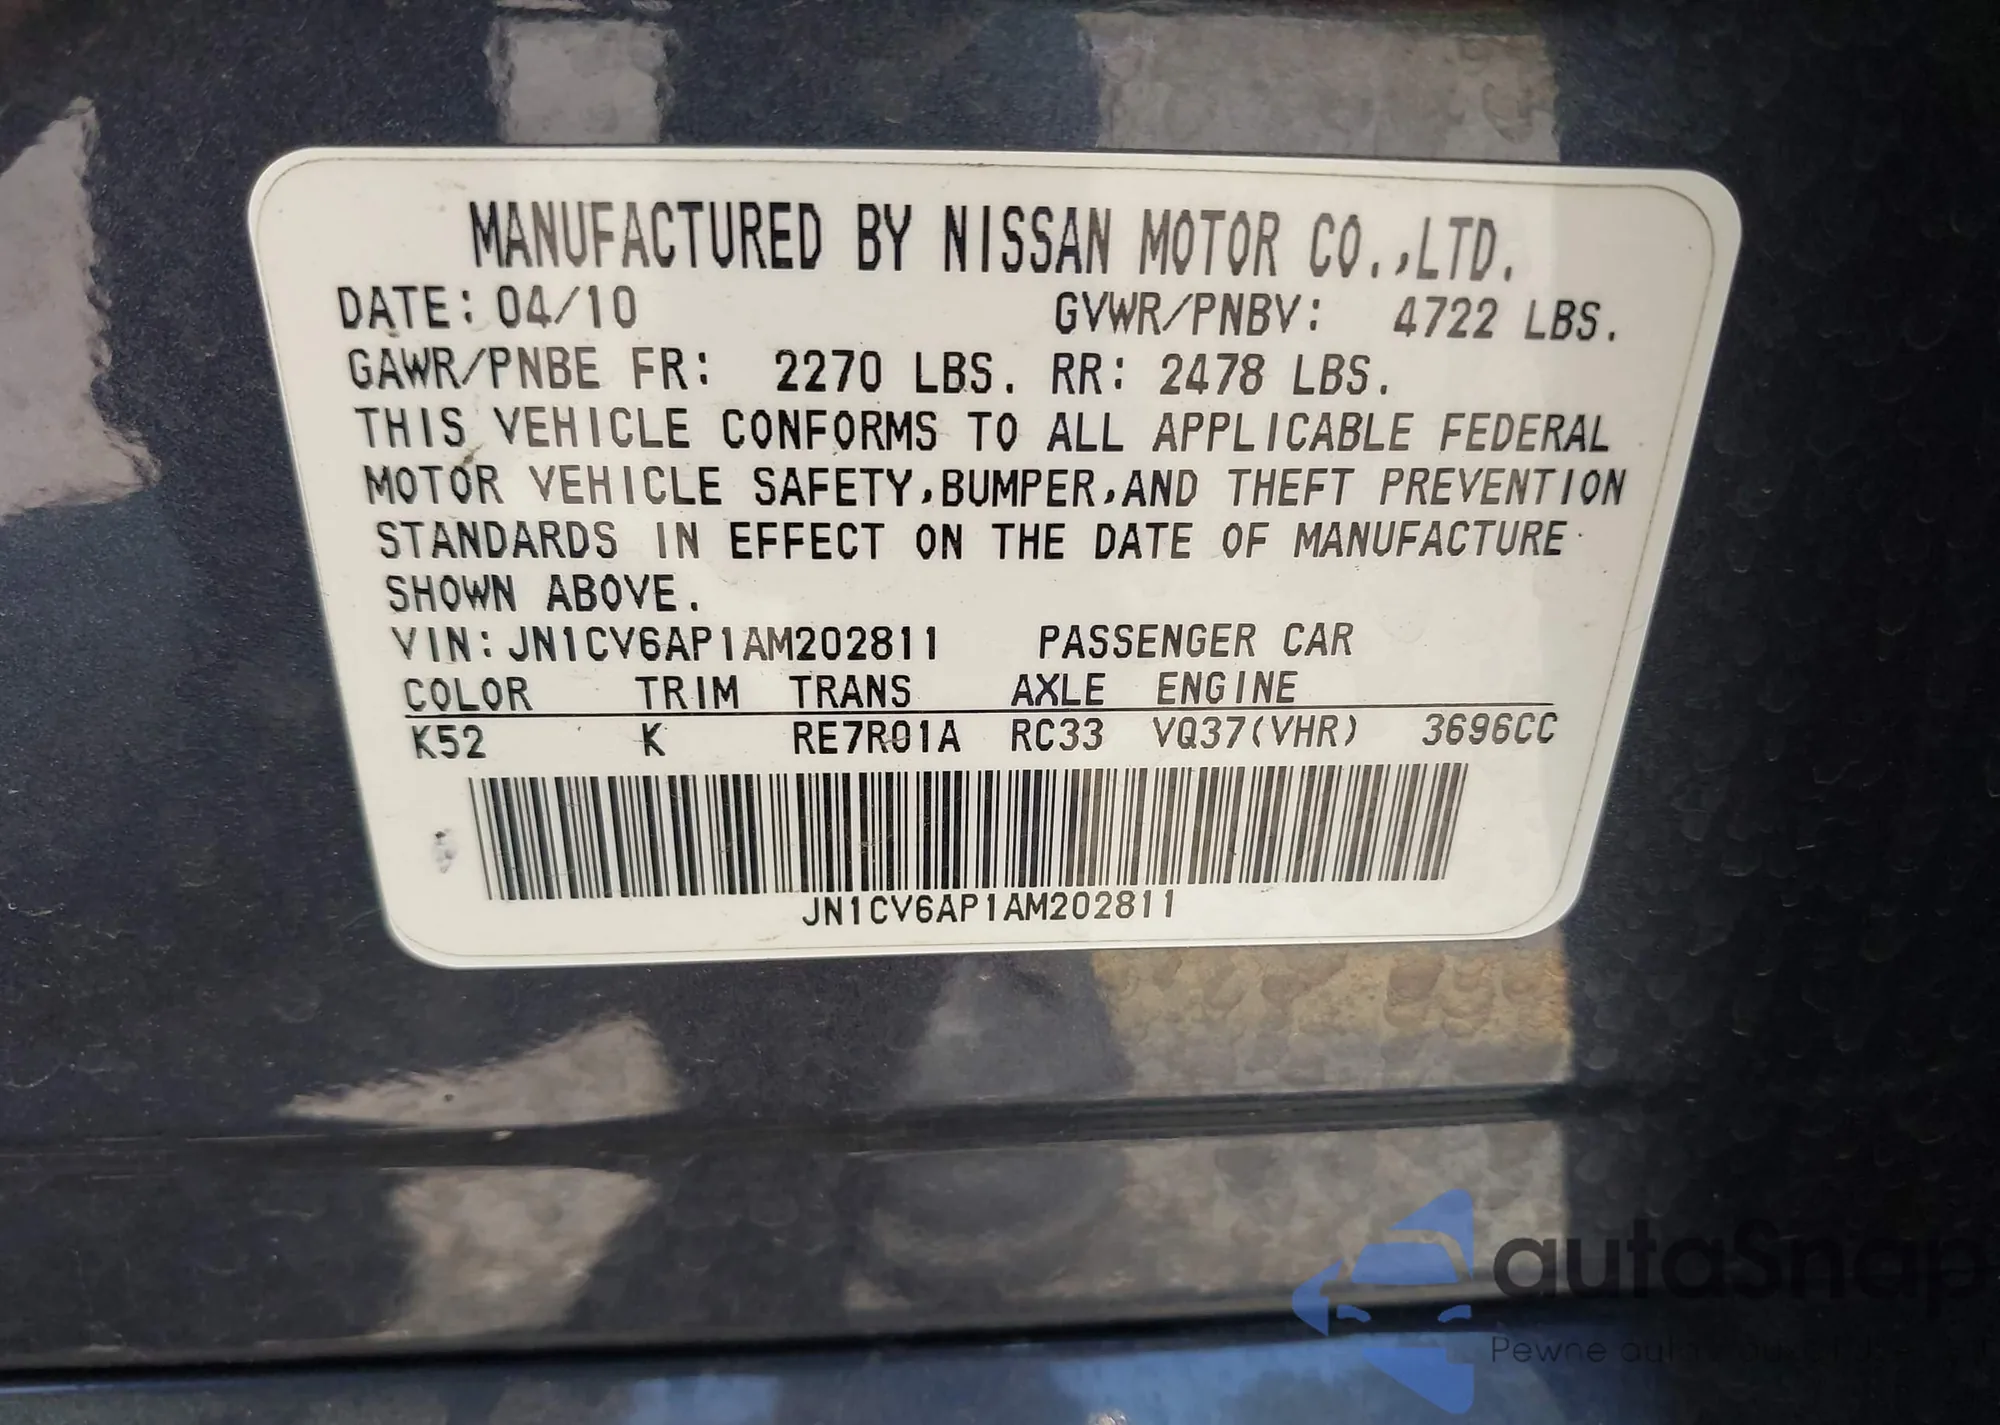 MANUFACTURED BY NISSAN MOTOR CO.,LTD.
DATE: 04/10 GVWR/PNBV: 4722 LBS.
GAWR/PNBE FR: 2270 LBS. RR: 2478 LBS.
THIS VEHICLE CONFORMS TO ALL APPLICABLE FEDERAL
MOTOR VEHICLE SAFETY,BUMPER,AND THEFT PREVENTION
STANDARDS IN EFFECT ON THE DATE OF MANUFACTURE
SHOWN ABOVE.
VIN:JN1CV6AP1AM202811 PASSENGER CAR
COLOR TRIM TRANS AXLE ENGINE
K52 K RE7R01A RC33 VQ37(VHR) 3696CC
JN1CV6AP1AM202811
autaSnap
Pewne